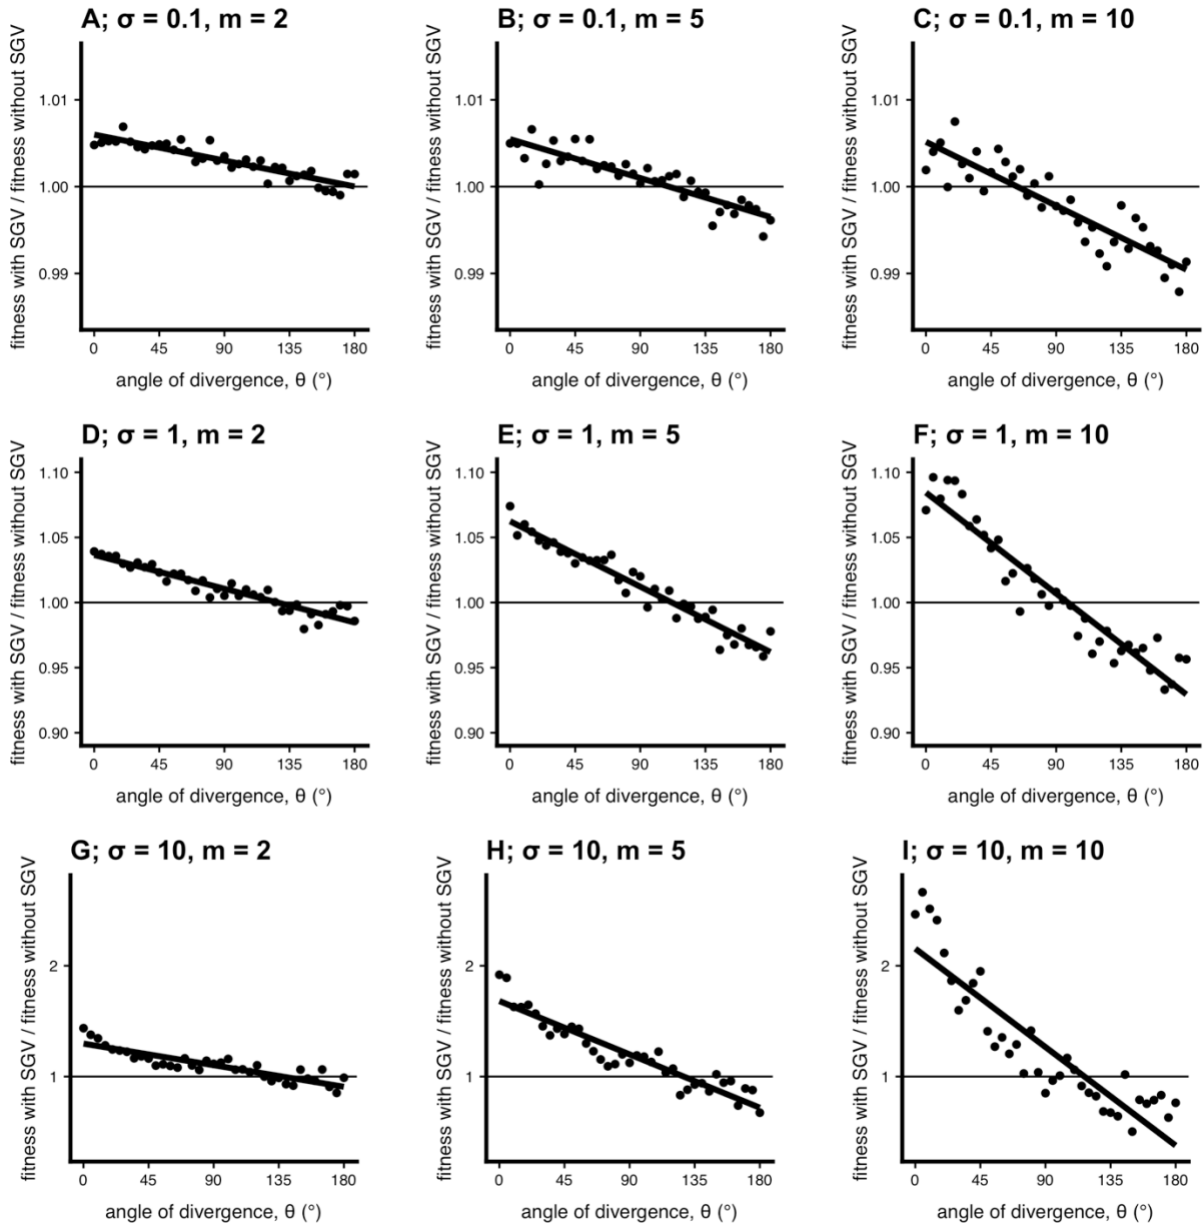 A; σ = 0.1, m = 2
fitness with SGV / fitness without SGV
1.01
1.00
0.99
0 45 90 135 180
angle of divergence, θ (°)
B; σ = 0.1, m = 5
fitness with SGV / fitness without SGV
1.01
1.00
0.99
0 45 90 135 180
angle of divergence, θ (°)
C; σ = 0.1, m = 10
fitness with SGV / fitness without SGV
1.01
1.00
0.99
0 45 90 135 180
angle of divergence, θ (°)
D; σ = 1, m = 2
fitness with SGV / fitness without SGV
1.10
1.05
1.00
0.95
0.90
0 45 90 135 180
angle of divergence, θ (°)
E; σ = 1, m = 5
fitness with SGV / fitness without SGV
1.10
1.05
1.00
0.95
0.90
0 45 90 135 180
angle of divergence, θ (°)
F; σ = 1, m = 10
fitness with SGV / fitness without SGV
1.10
1.05
1.00
0.95
0.90
0 45 90 135 180
angle of divergence, θ (°)
G; σ = 10, m = 2
fitness with SGV / fitness without SGV
2
1
0 45 90 135 180
angle of divergence, θ (°)
H; σ = 10, m = 5
fitness with SGV / fitness without SGV
2
1
0 45 90 135 180
angle of divergence, θ (°)
I; σ = 10, m = 10
fitness with SGV / fitness without SGV
2
1
0 45 90 135 180
angle of divergence, θ (°)